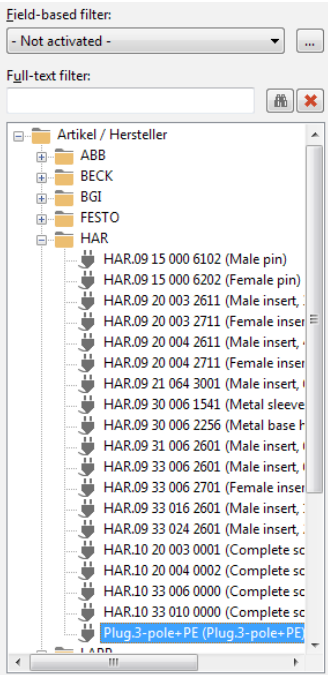 Field-based filter:
- Not activated -
...
Full-text filter:
Artikel / Hersteller
ABB
BECK
BGI
FESTO
HAR
HAR.09 15 000 6102 (Male pin)
HAR.09 15 000 6202 (Female pin)
HAR.09 20 003 2611 (Male insert,
HAR.09 20 003 2711 (Female inser
HAR.09 20 004 2611 (Male insert,
HAR.09 20 004 2711 (Female inser
HAR.09 21 064 3001 (Male insert,
HAR.09 30 006 1541 (Metal sleeve
HAR.09 30 006 2256 (Metal base h
HAR.09 31 006 2601 (Male insert,
HAR.09 33 006 2601 (Male insert,
HAR.09 33 006 2701 (Female inser
HAR.09 33 016 2601 (Male insert,
HAR.09 33 024 2601 (Male insert,
HAR.10 20 003 0001 (Complete sc
HAR.10 20 004 0002 (Complete sc
HAR.10 33 006 0000 (Complete sc
HAR.10 33 010 0000 (Complete sc
Plug.3-pole+PE (Plug.3-pole+PE)